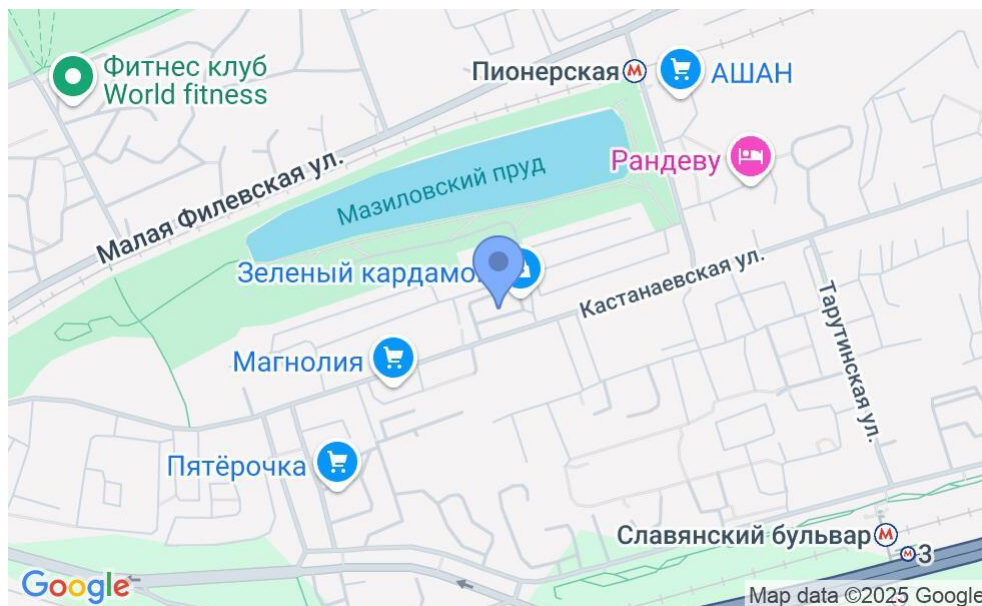 Фитнес клуб
World fitness
Пионерская
АШАН
Рандеву
Малая Филевская ул.
Мазиловский пруд
Зеленый кардамо
Кастанаевская ул.
Тарутинская ул.
Магнолия
Пятёрочка
Славянский бульвар
3
Google
Map data ©2025 Google